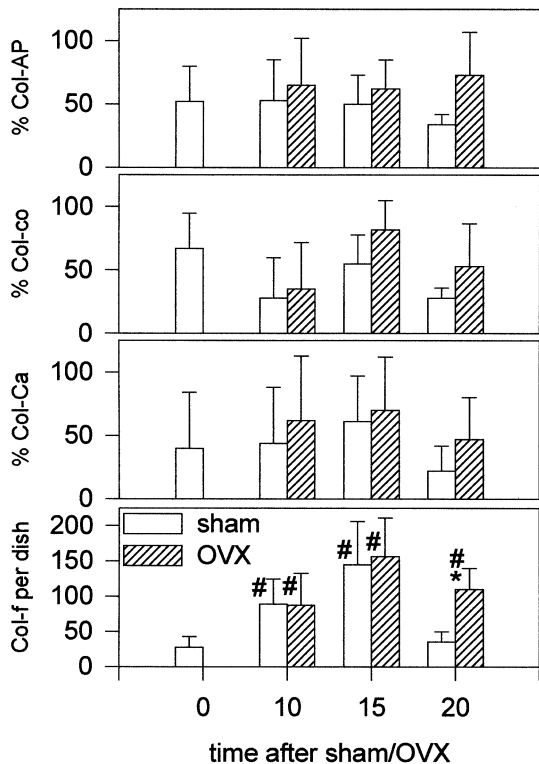 % Col-AP
100
50
0
% Col-co
100
50
0
% Col-Ca
100
50
0
Col-f per dish
200
150
100
50
0
sham
OVX
# # # # #
*
0 10 15 20
time after sham/OVX